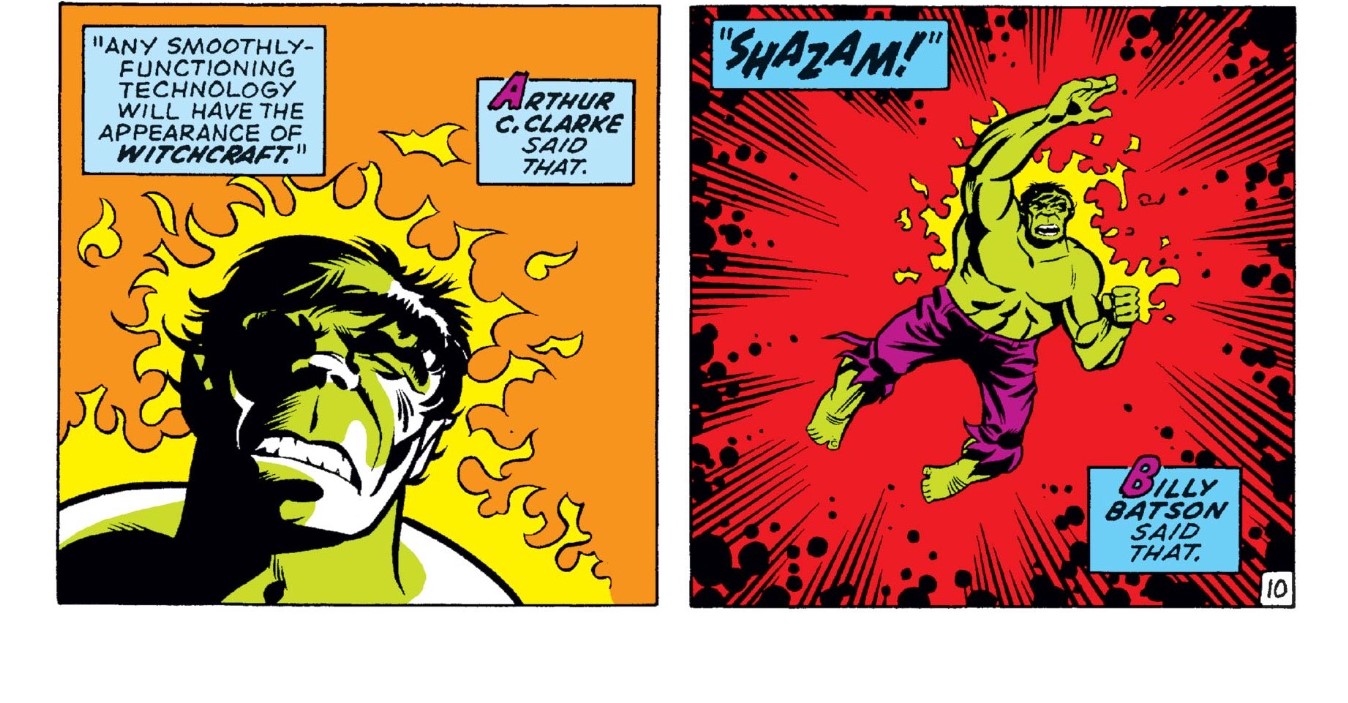 "ANY SMOOTHLY-
FUNCTIONING
TECHNOLOGY
WILL HAVE THE
APPEARANCE OF
WITCHCRAFT."
ARTHUR
C. CLARKE
SAID
THAT.
"SHAZAM!"
BILLY
BATSON
SAID
THAT.
10